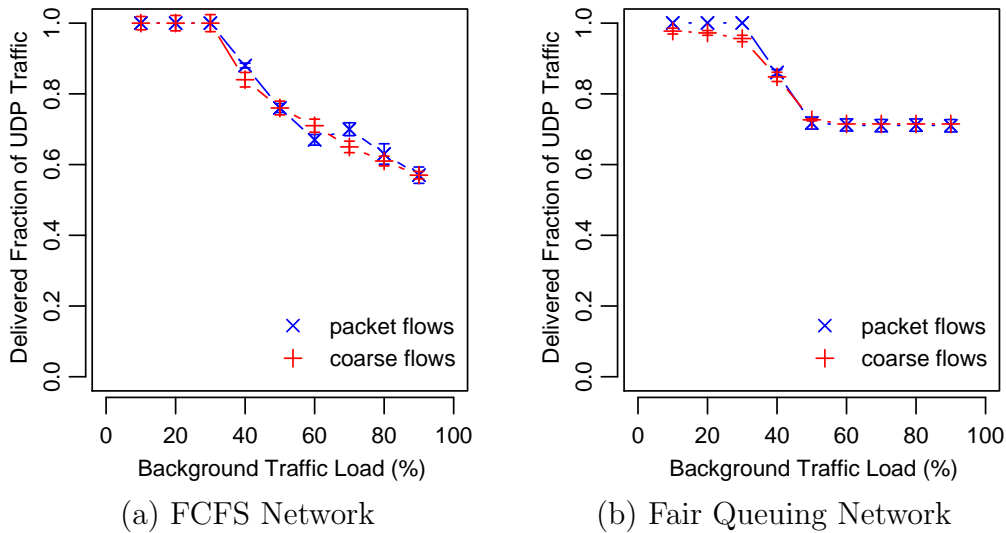 Delivered Fraction of UDP Traffic
1.0
0.8
0.6
0.4
0.2
0.0
packet flows
coarse flows
0 20 40 60 80 100
Background Traffic Load (%)
(a) FCFS Network
Delivered Fraction of UDP Traffic
1.0
0.8
0.6
0.4
0.2
0.0
packet flows
coarse flows
0 20 40 60 80 100
Background Traffic Load (%)
(b) Fair Queuing Network